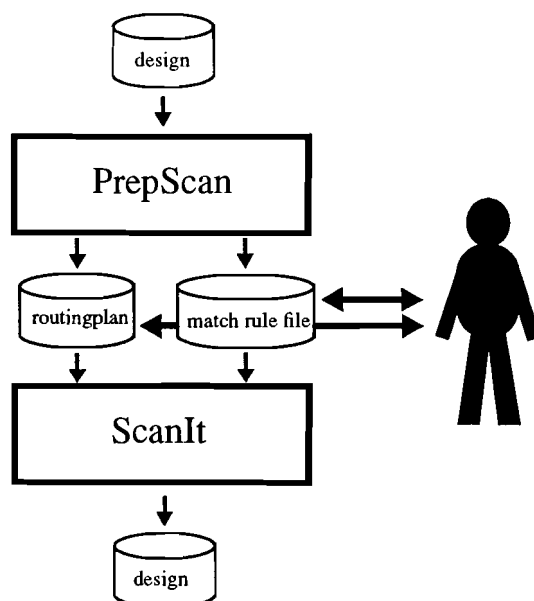 design
PrepScan
routingplan
match rule file
ScanIt
design